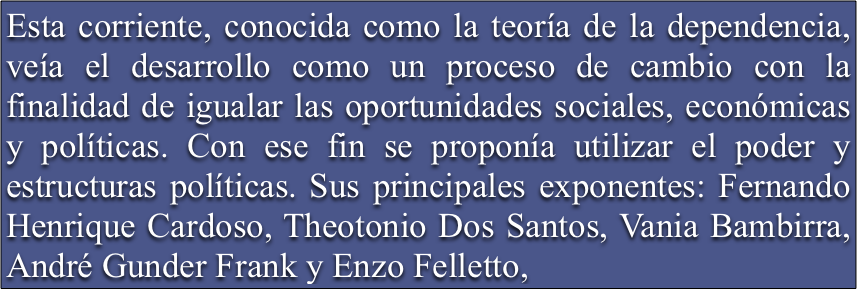 Esta corriente, conocida como la teoría de la dependencia,
veía el desarrollo como un proceso de cambio con la
finalidad de igualar las oportunidades sociales, económicas
y políticas. Con ese fin se proponía utilizar el poder y
estructuras políticas. Sus principales exponentes: Fernando
Henrique Cardoso, Theotonio Dos Santos, Vania Bambirra,
André Gunder Frank y Enzo Felletto,